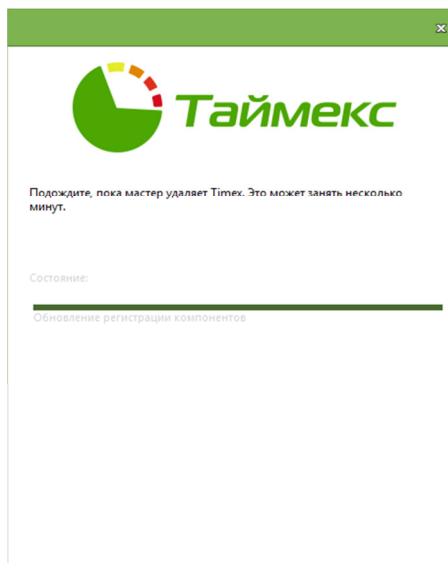 Таймекс
Подождите, пока мастер удаляет Timex. Это может занять несколько
минут.
Состояние:
Обновление регистрации компонентов